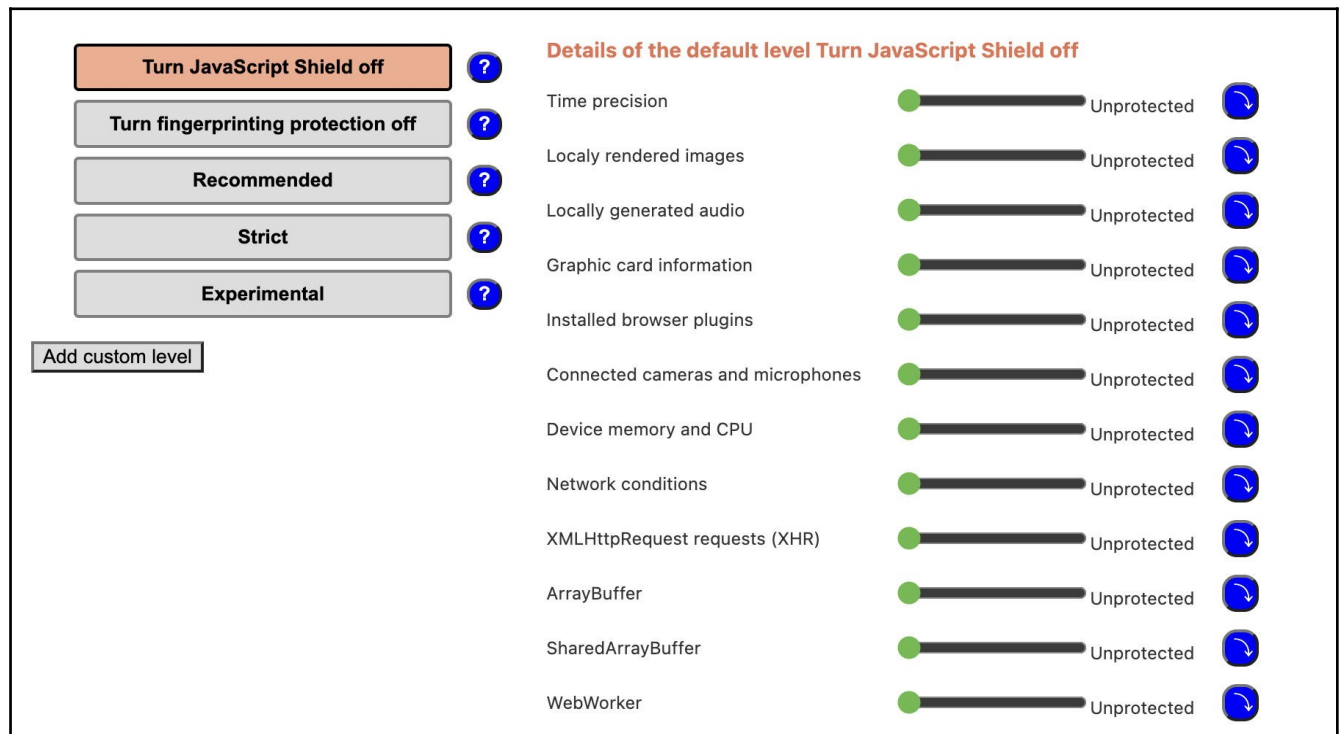 Turn JavaScript Shield off ?
Turn fingerprinting protection off ?
Recommended ?
Strict ?
Experimental ?
Add custom level
Details of the default level Turn JavaScript Shield off
Time precision Unprotected
Localy rendered images Unprotected
Locally generated audio Unprotected
Graphic card information Unprotected
Installed browser plugins Unprotected
Connected cameras and microphones Unprotected
Device memory and CPU Unprotected
Network conditions Unprotected
XMLHttpRequest requests (XHR) Unprotected
ArrayBuffer Unprotected
SharedArrayBuffer Unprotected
WebWorker Unprotected